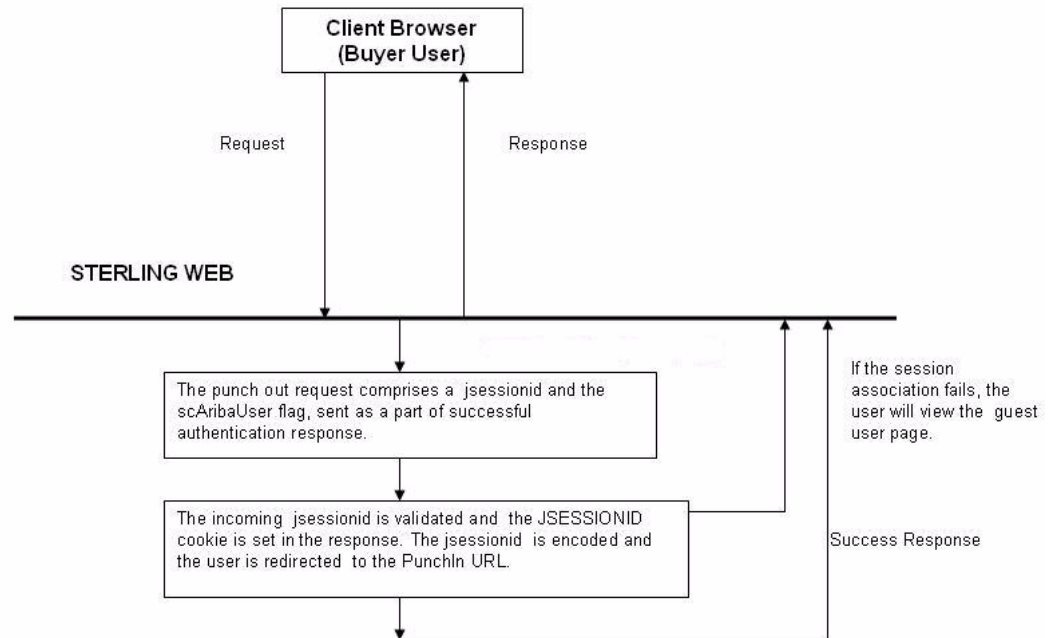 Client Browser
(Buyer User)
Request
Response
STERLING WEB
The punch out request comprises a jsessionid and the
scAribaUser flag, sent as a part of successful
authentication response.
If the session
association fails, the
user will view the guest
user page.
The incoming jsessionid is validated and the JSESSIONID
cookie is set in the response. The jsessionid is encoded and
the user is redirected to the PunchIn URL.
Success Response